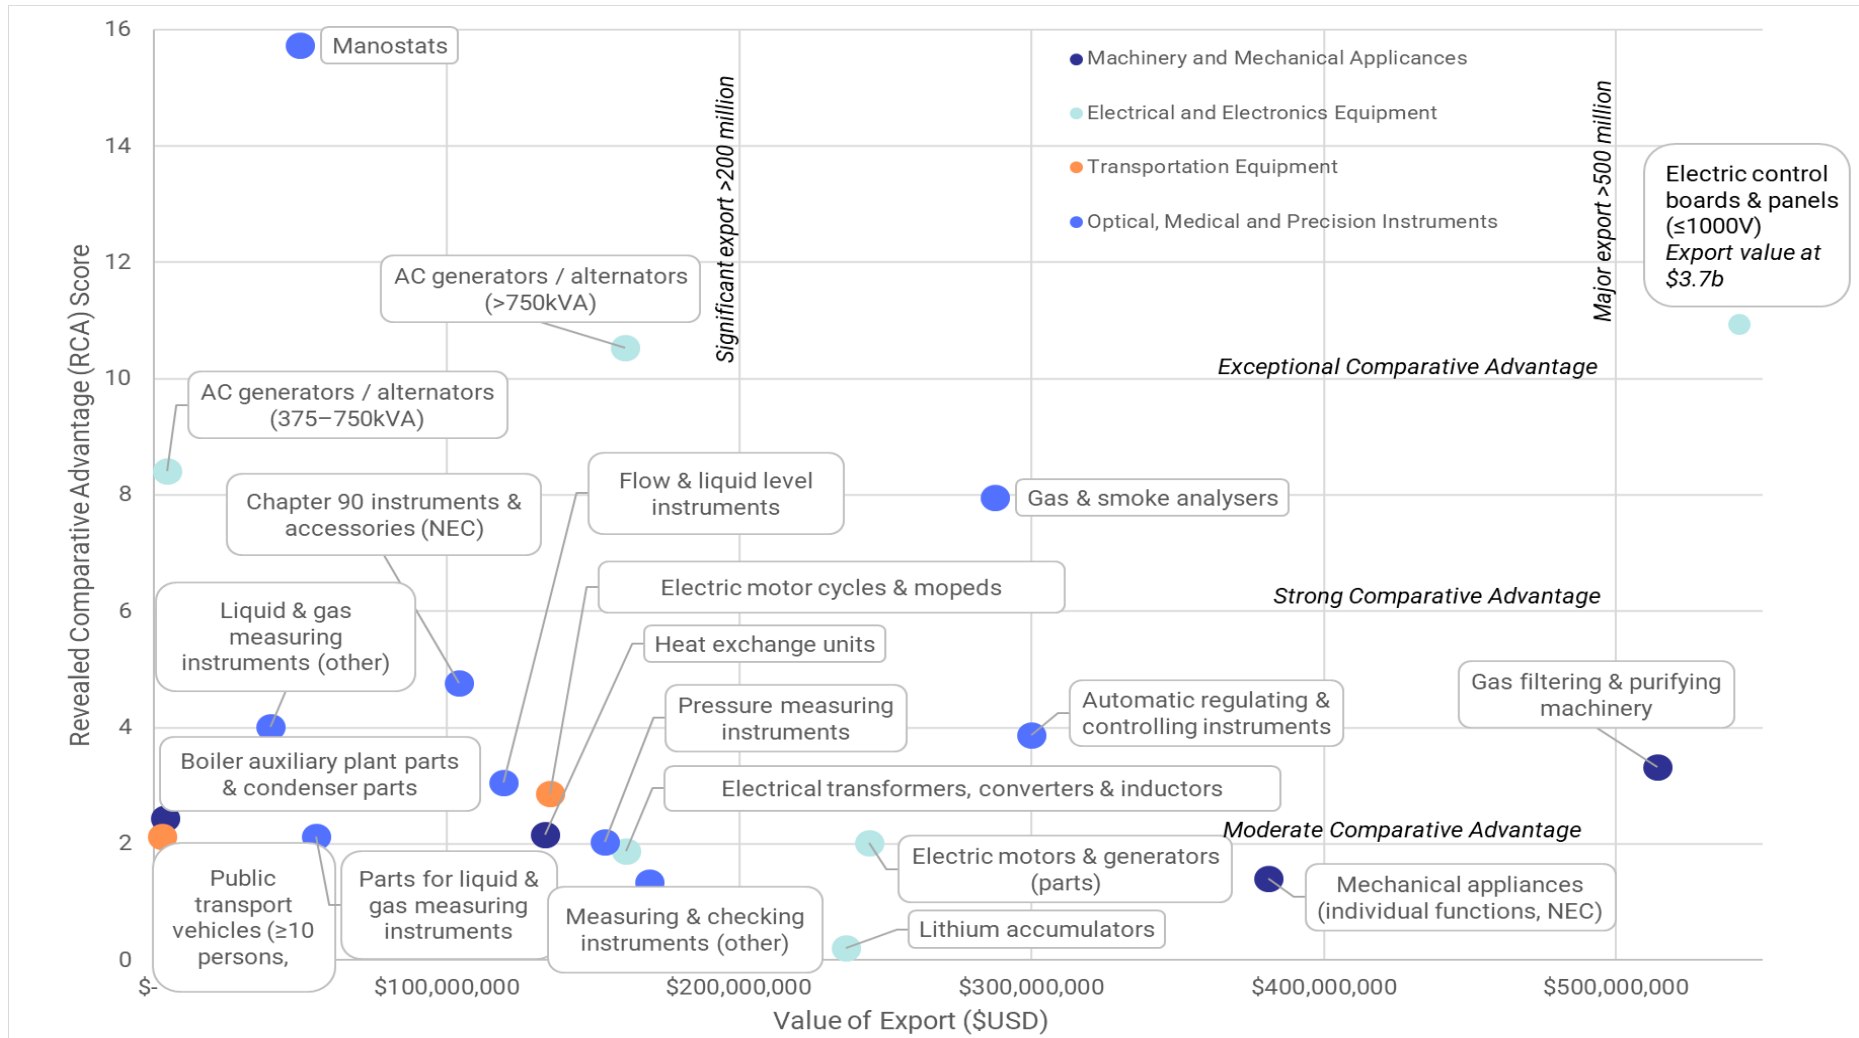 16
14
12
10
8
6
4
2
0
Revealed Comparative Advantage (RCA) Score
$-
$100,000,000
$200,000,000
$300,000,000
$400,000,000
$500,000,000
Value of Export ($USD)
Machinery and Mechanical Applicances
Electrical and Electronics Equipment
Transportation Equipment
Optical, Medical and Precision Instruments
Significant export >200 million
Major export >500 million
Exceptional Comparative Advantage
Strong Comparative Advantage
Moderate Comparative Advantage
Manostats
Electric control
boards & panels
(≤1000V)
Export value at
$3.7b
AC generators / alternators
(>750kVA)
AC generators / alternators
(375–750kVA)
Flow & liquid level
instruments
Gas & smoke analysers
Chapter 90 instruments &
accessories (NEC)
Electric motor cycles & mopeds
Liquid & gas
measuring
instruments (other)
Heat exchange units
Pressure measuring
instruments
Automatic regulating &
controlling instruments
Gas filtering & purifying
machinery
Boiler auxiliary plant parts
& condenser parts
Electrical transformers, converters & inductors
Electric motors & generators
(parts)
Mechanical appliances
(individual functions, NEC)
Public
transport
vehicles (≥10
persons,
Parts for liquid &
gas measuring
instruments
Measuring & checking
instruments (other)
Lithium accumulators